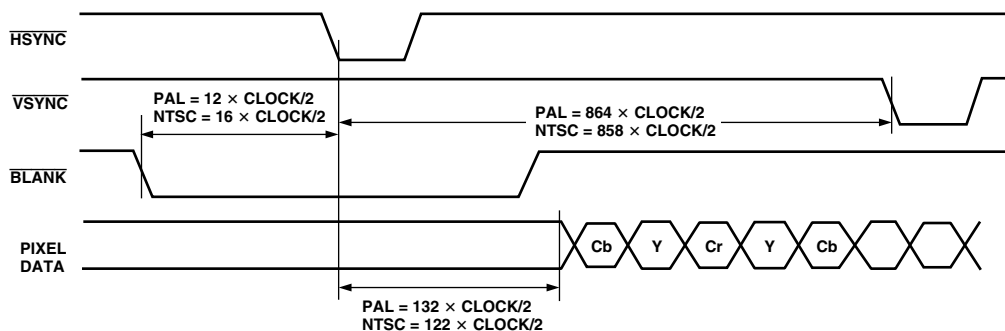 HSYNC
VSYNC
PAL = 12 × CLOCK/2
NTSC = 16 × CLOCK/2
PAL = 864 × CLOCK/2
NTSC = 858 × CLOCK/2
BLANK
PIXEL
DATA
Cb Y Cr Y Cb
PAL = 132 × CLOCK/2
NTSC = 122 × CLOCK/2